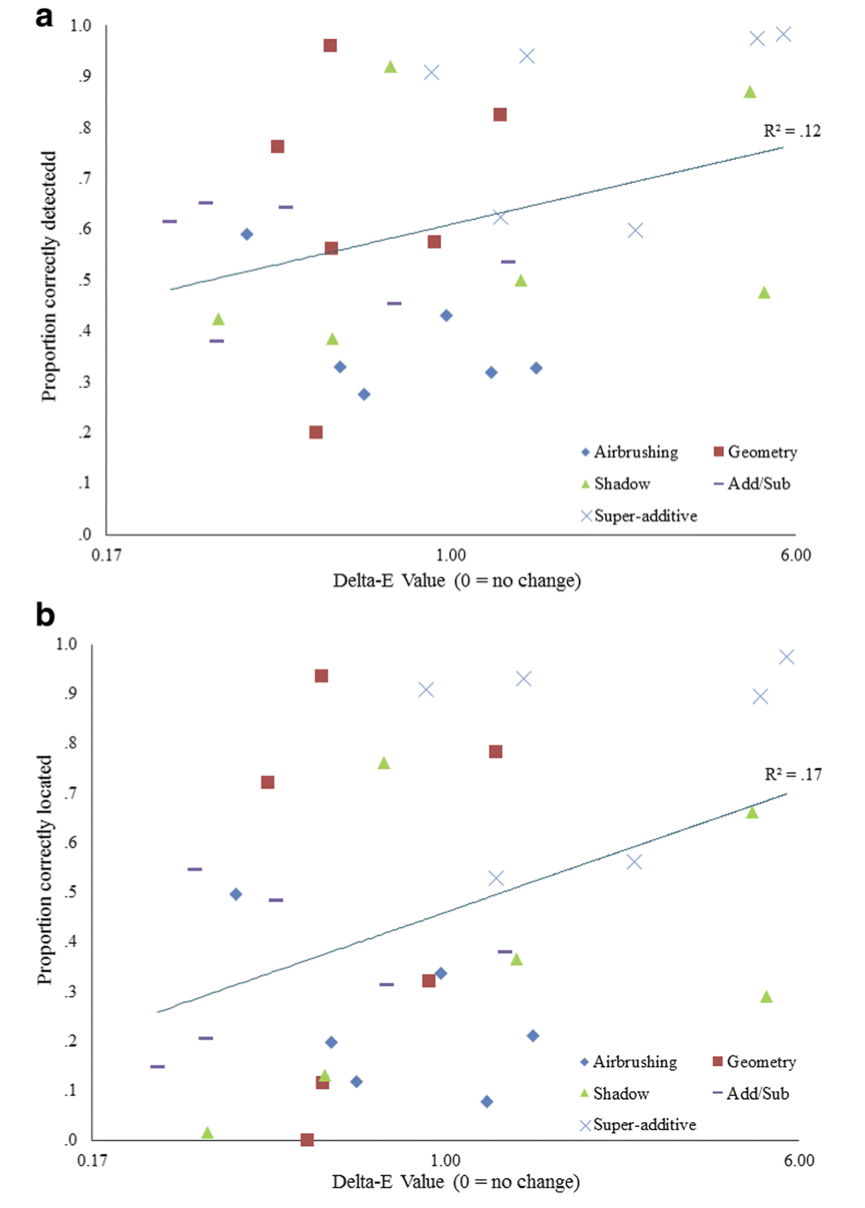 a
1.0
.9
.8
R² = .12
.7
.6
.5
.4
.3
.2
.1
.0
Proportion correctly detectedd
Airbrushing Geometry
Shadow Add/Sub
Super-additive
0.17 1.00 6.00
Delta-E Value (0 = no change)
b
1.0
.9
.8
R² = .17
.7
.6
.5
.4
.3
.2
.1
.0
Proportion correctly located
Airbrushing Geometry
Shadow Add/Sub
Super-additive
0.17 1.00 6.00
Delta-E Value (0 = no change)